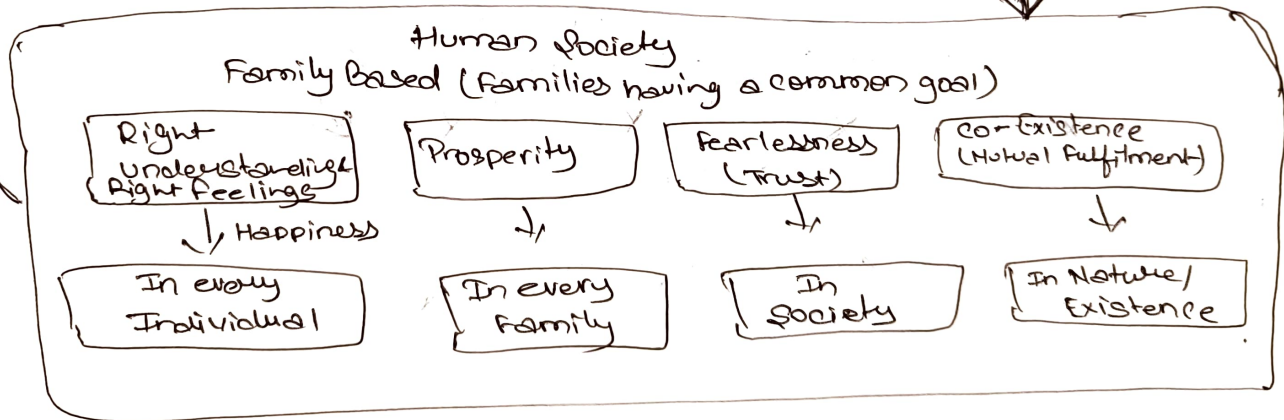 Human Society
Family Based (Families having a common goal)
Right
understanding &
Right feelings
Prosperity
Fearlessness
(Trust)
Co-Existence
(Mutual Fulfitment)
Happiness
In every
Individual
In every
Family
In
Society
In Nature/
Existence